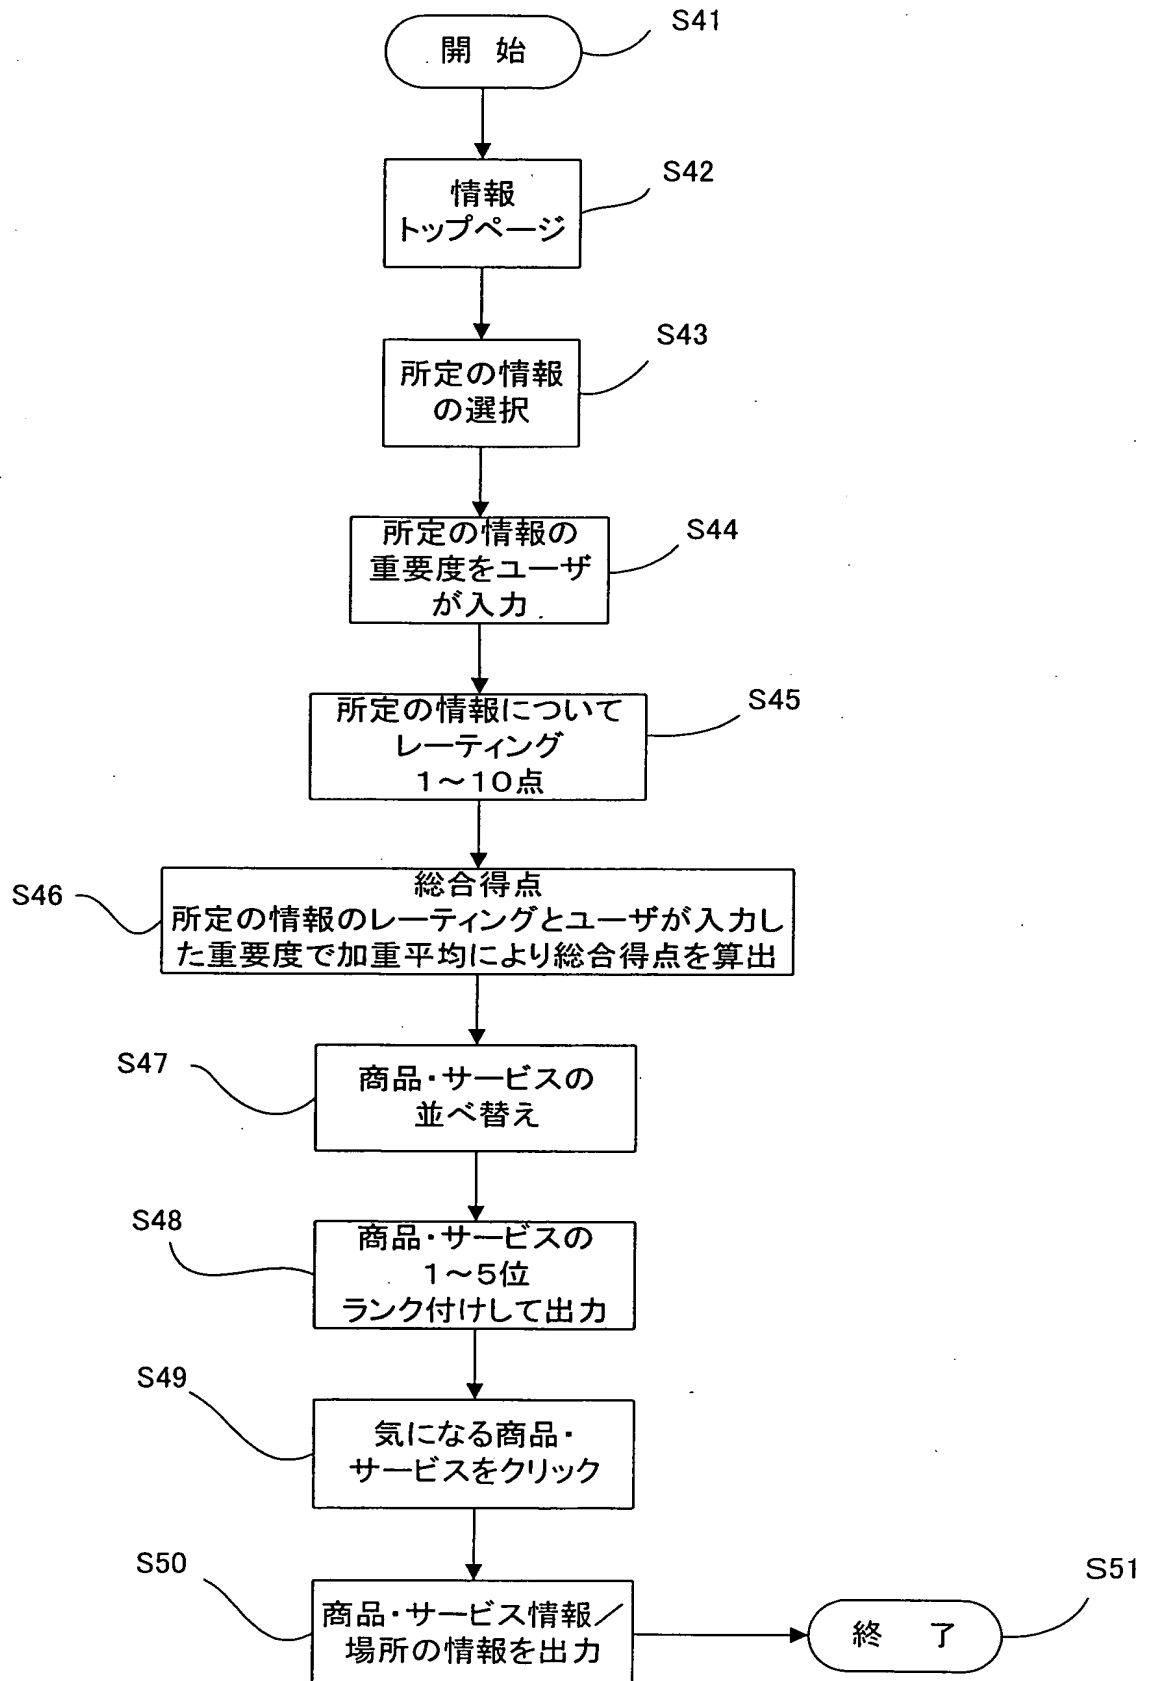 開 始
S41
情報
トップページ
S42
所定の情報
の選択
S43
所定の情報の
重要度をユーザ
が入力
S44
所定の情報について
レーティング
1～10点
S45
S46
総合得点
所定の情報のレーティングとユーザが入力し
た重要度で加重平均により総合得点を算出
S47
商品・サービスの
並べ替え
S48
商品・サービスの
1～5位
ランク付けして出力
S49
気になる商品・
サービスをクリック
S50
商品・サービス情報／
場所の情報を出力
終 了
S51